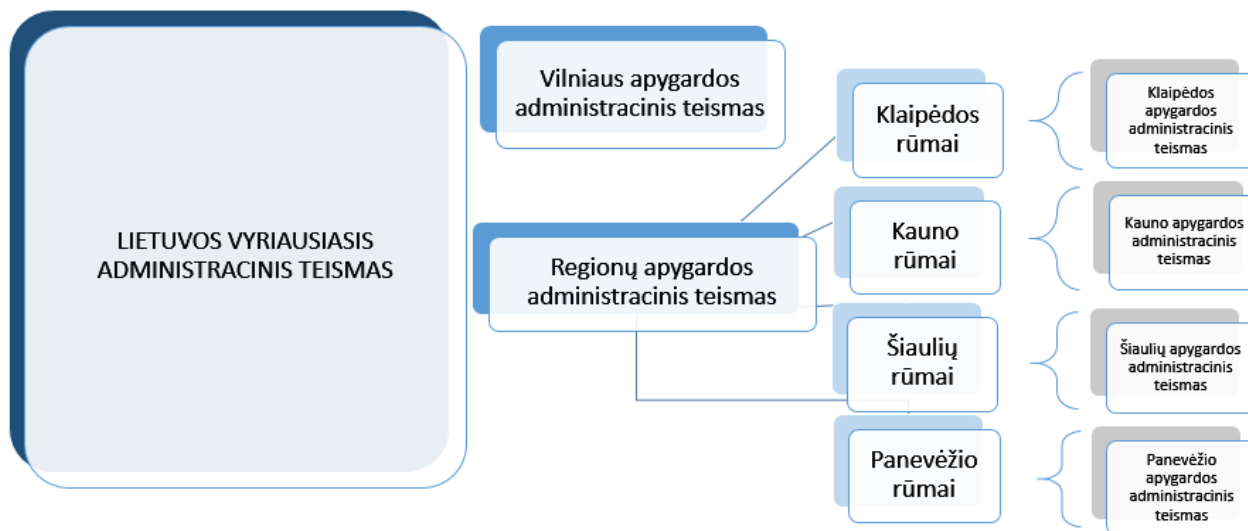 LIETUVOS VYRIAUSIASIS
ADMINISTRACINIS TEISMAS
Vilniaus apygardos
administracinis teismas
Regionų apygardos
administracinis teismas
Klaipėdos
rūmai
Kauno
rūmai
Šiaulių
rūmai
Panevėžio
rūmai
Klaipėdos
apygardos
administracinis
teismas
Kauno apygardos
administracinis
teismas
Šiaulių apygardos
administracinis
teismas
Panevėžio
apygardos
administracinis
teismas